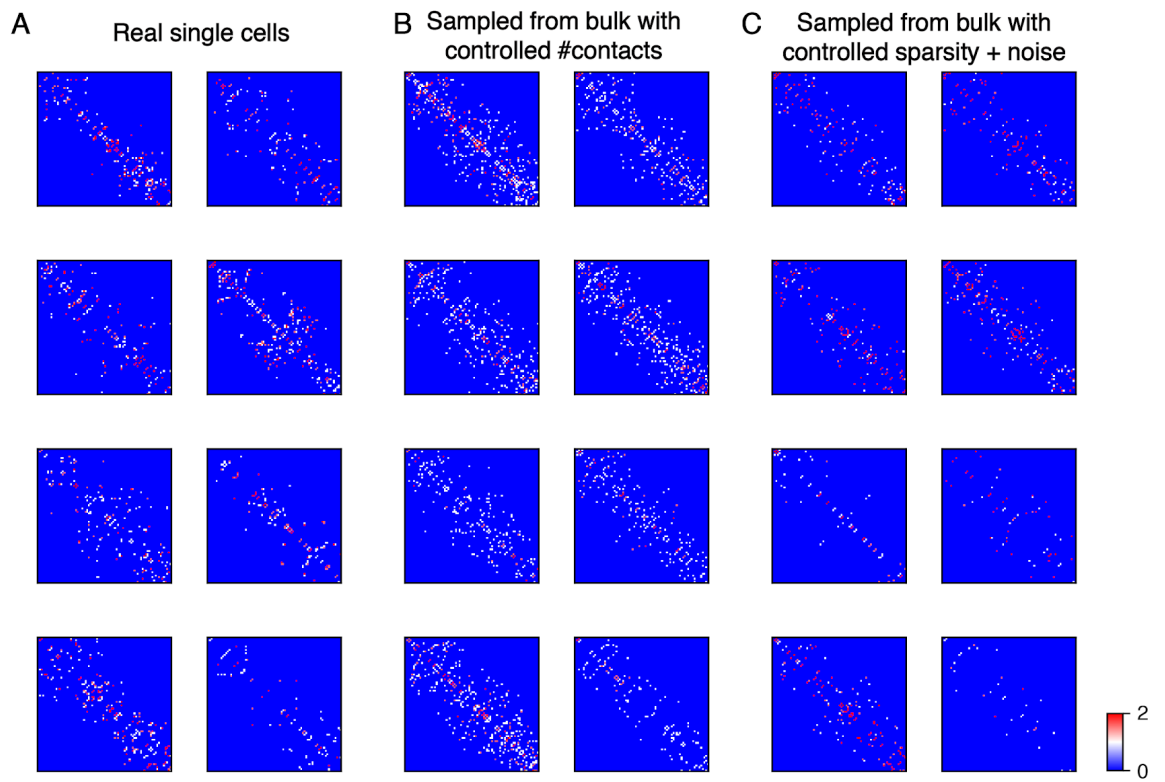 A
Real single cells
B
Sampled from bulk with
controlled #contacts
C
Sampled from bulk with
controlled sparsity + noise
2
0